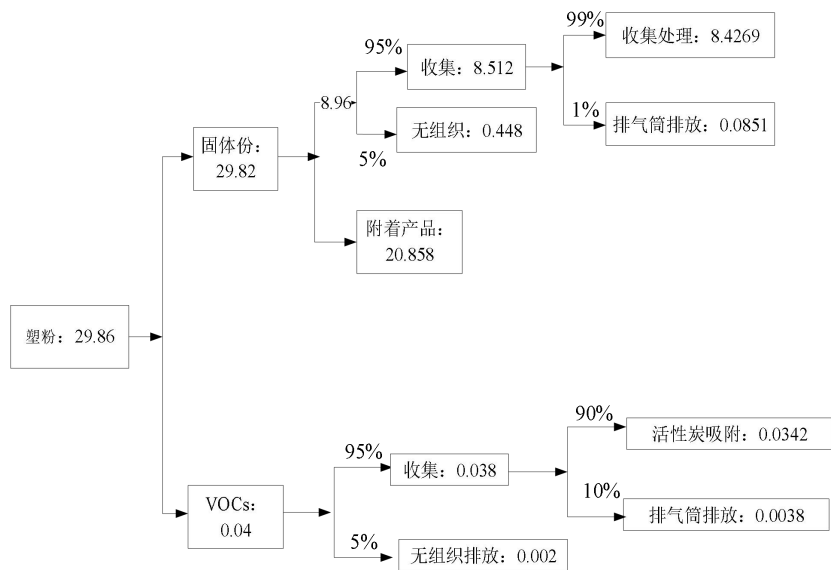 99%
95%
收集处理：8.4269
收集：8.512
8.96
1%
固体份：
29.82
无组织：0.448
排气筒排放：0.0851
5%
附着产品：
20.858
塑粉：29.86
90%
活性炭吸附：0.0342
95%
收集：0.038
VOCs：
0.04
10%
排气筒排放：0.0038
5%
无组织排放：0.002